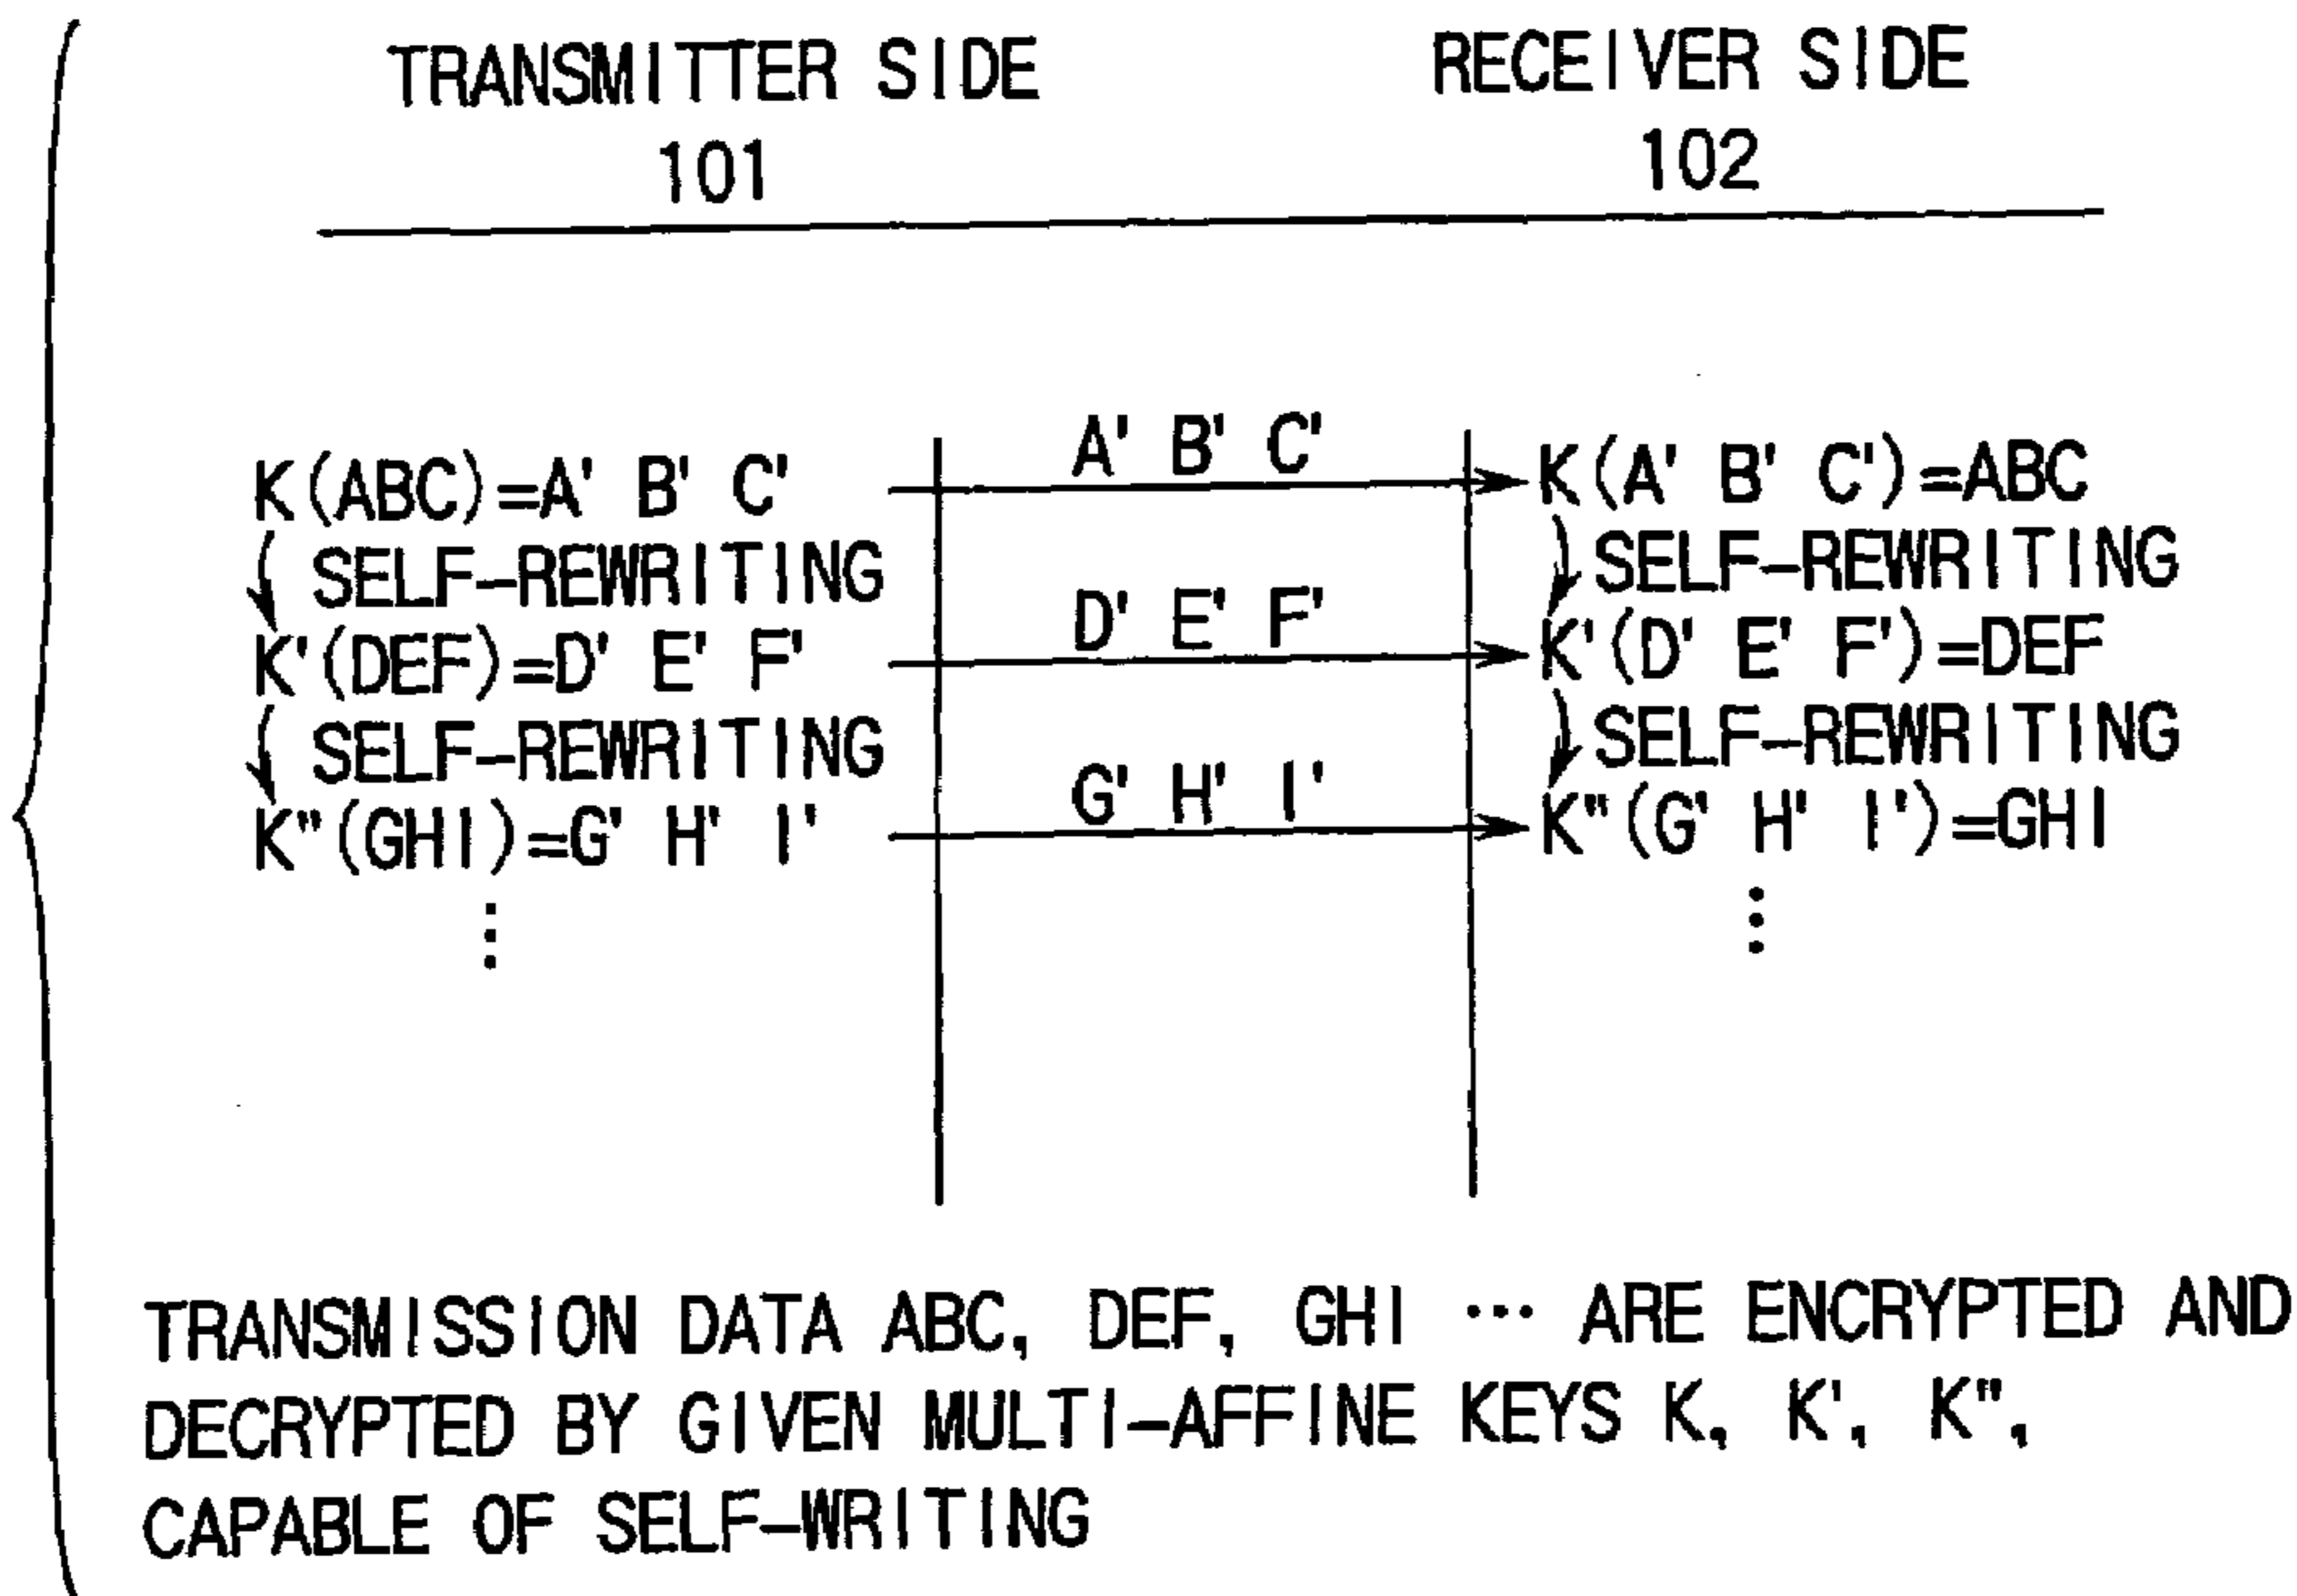 TRANSMITTER SIDE
RECEIVER SIDE
101
102
A' B' C'
K(ABC)=A' B' C'
K(A' B' C')=ABC
SELF-REWRITING
SELF-REWRITING
D' E' F'
K'(DEF)=D' E' F'
K'(D' E' F')=DEF
SELF-REWRITING
SELF-REWRITING
G' H' I'
K"(GHI)=G' H' I'
K"(G' H' I')=GHI
⋮
⋮
TRANSMISSION DATA ABC, DEF, GHI ··· ARE ENCRYPTED AND
DECRYPTED BY GIVEN MULTI-AFFINE KEYS K, K', K",
CAPABLE OF SELF-WRITING